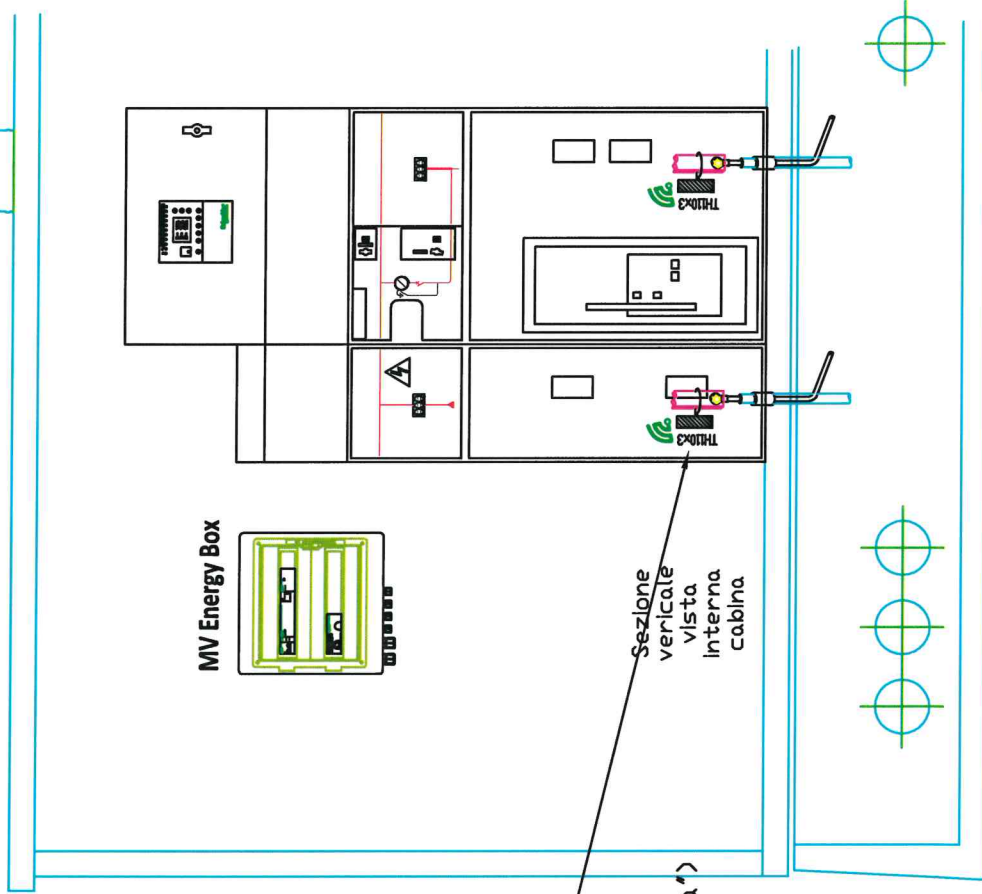 MV Energy Box
TH110x3
TH110x3
Sezione
vericale
vista
interna
cabina
a")